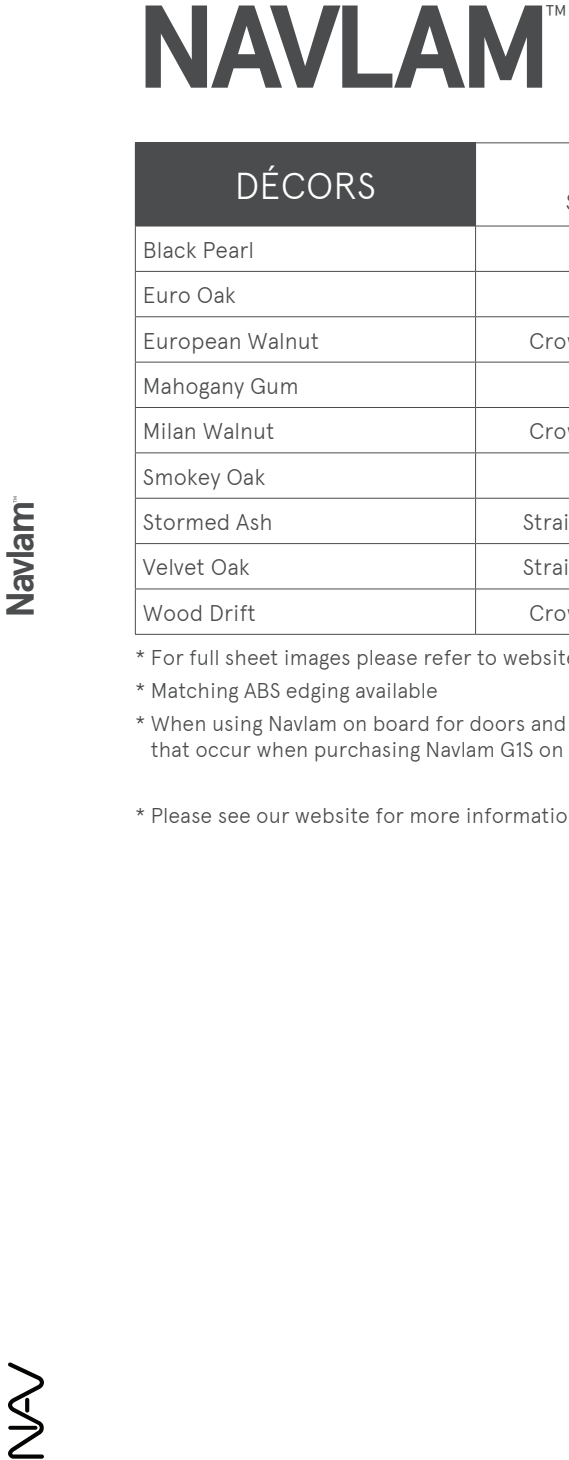 NAVLAM™
DÉCORS
Black Pearl
Euro Oak
European Walnut
Mahogany Gum
Milan Walnut
Smokey Oak
Stormed Ash
Velvet Oak
Wood Drift
* For full sheet images please refer to
* Matching ABS edging available
* When using Navlam on board for doors and
that occur when purchasing Navlam G1S on
* Please see our website for more
Navlam™
NAV